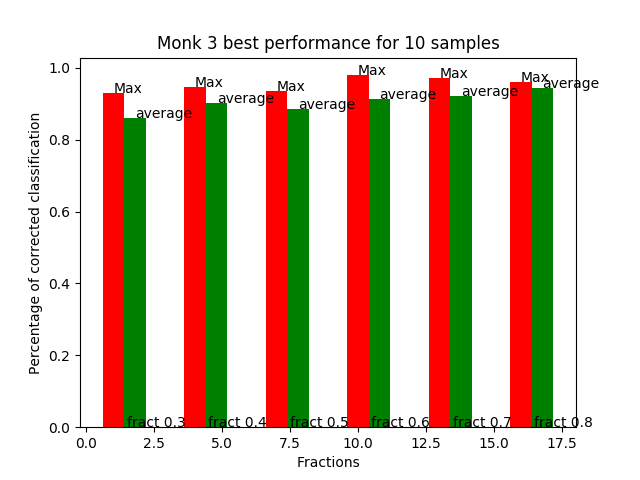 Monk 3 best performance for 10 samples
Percentage of corrected classification
1.0
0.8
0.6
0.4
0.2
0.0
Max
average
Max
average
Max
average
Max
average
Max
average
Max
average
fract 0.3
fract 0.4
fract 0.5
fract 0.6
fract 0.7
fract 0.8
0.0 2.5 5.0 7.5 10.0 12.5 15.0 17.5
Fractions